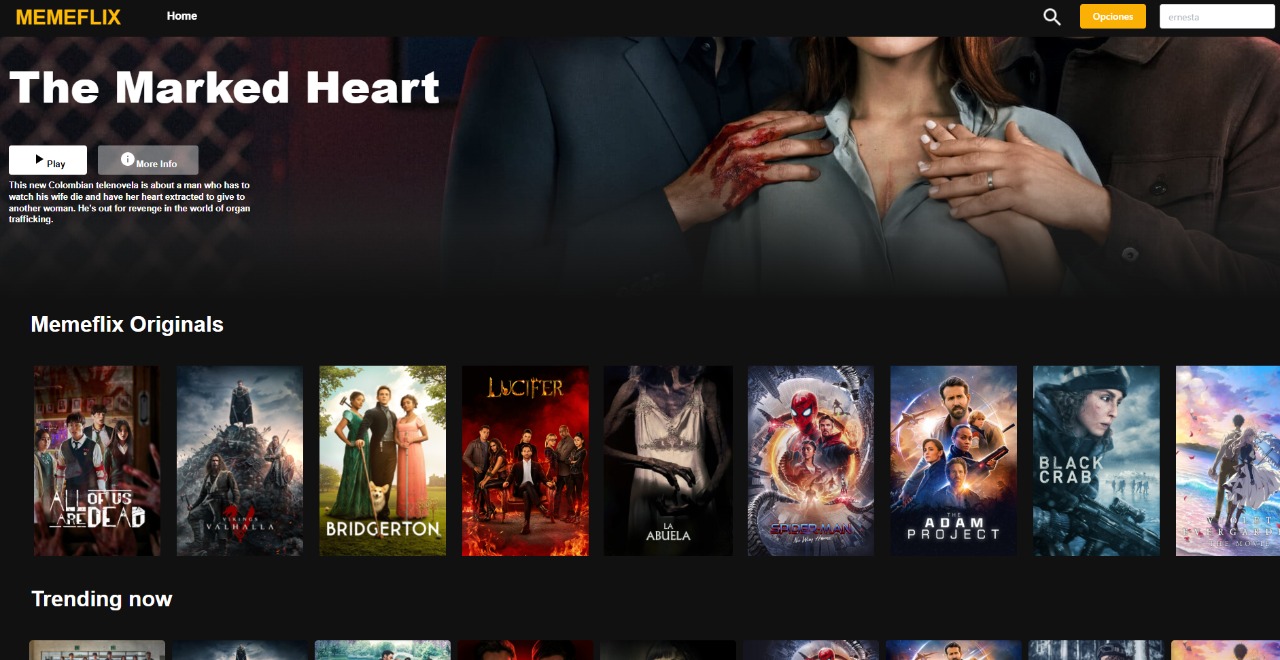 MEMEFLIX
Home
Opciones
ernesta
The Marked Heart
Play
More Info
This new Colombian telenovela is about a man who has to
watch his wife die and have her heart extracted to give to
another woman. He's out for revenge in the world of organ
trafficking.
Memeflix Originals
ALL OF US
ARE DEAD
VIKINGS
VALHALLA
BRIDGERTON
LUCIFER
LA
ABUELA
SPIDER-MAN
No Way Home
THE
ADAM
PROJECT
BLACK
CRAB
VIOLET
EVERGARDE
THE MOVIE
Trending now